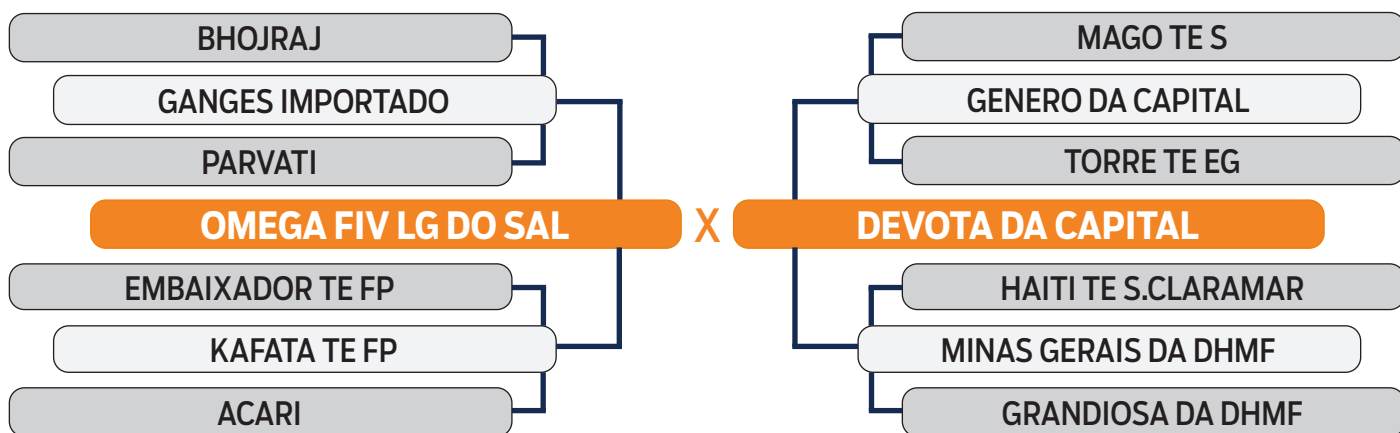 BHOJRAJ
GANGES IMPORTADO
PARVATI
OMEGA FIV LG DO SAL
EMBAIXADOR TE FP
KAFATA TE FP
ACARI
X
MAGO TE S
GENERO DA CAPITAL
TORRE TE EG
DEVOTA DA CAPITAL
HAITI TE S.CLARAMAR
MINAS GERAIS DA DHMF
GRANDIOSA DA DHMF